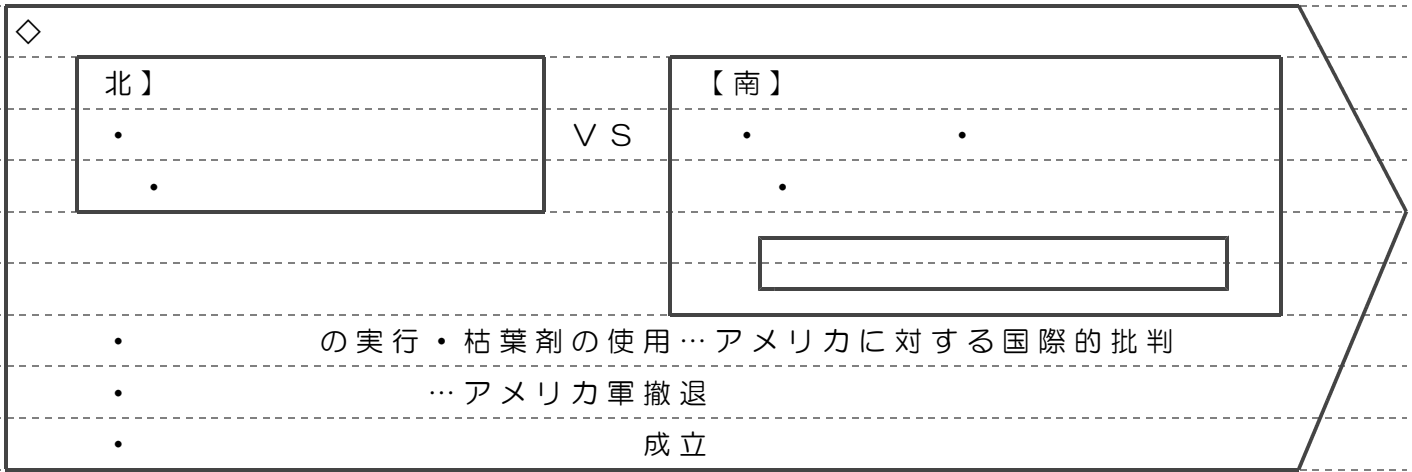 ◇
北】 【南】
・ VS ・ ・
・ ・
・ の実行・枯葉剤の使用…アメリカに対する国際的批判
・ …アメリカ軍撤退
・ 成立